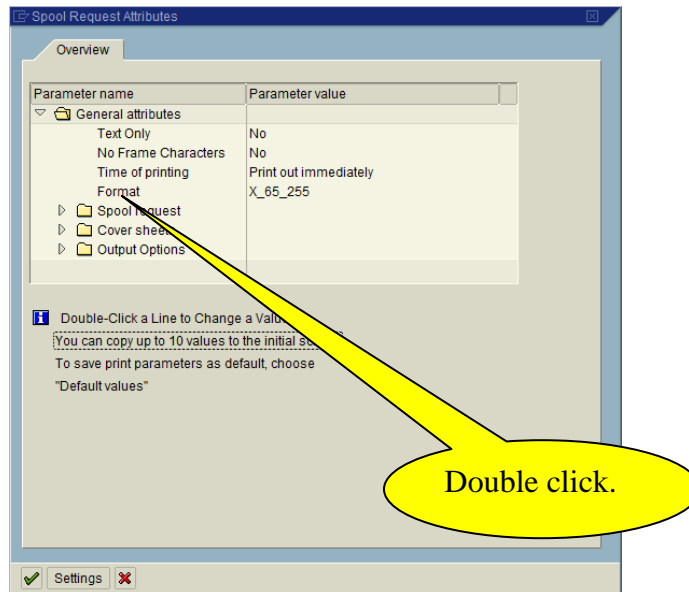 Spool Request Attributes
Overview
Parameter name Parameter value
General attributes
Text Only No
No Frame Characters No
Time of printing Print out immediately
Format X_65_255
Spool request
Cover sheet
Output Options
Double-Click a Line to Change a Value
You can copy up to 10 values to the initial
To save print parameters as default, choose
"Default values"
Double click.
Settings